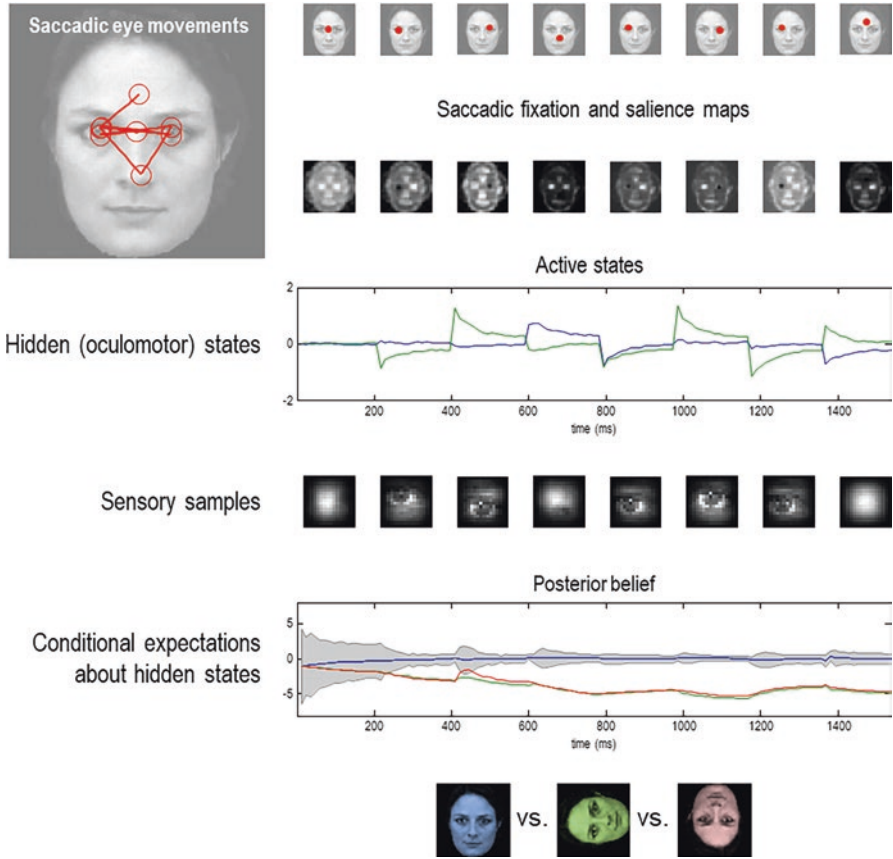 Saccadic eye movements
Saccadic fixation and salience maps
Active states
Hidden (oculomotor) states
2
0
-2
200 400 600 800 1000 1200 1400
time (ms)
Sensory samples
Posterior belief
Conditional expectations
about hidden states
5
0
-5
200 400 600 800 1000 1200 1400
time (ms)
vs. vs.